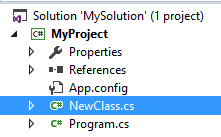 Solution 'MySolution' (1 project)
C# MyProject
Properties
References
App.config
C# NewClass.cs
C# Program.cs